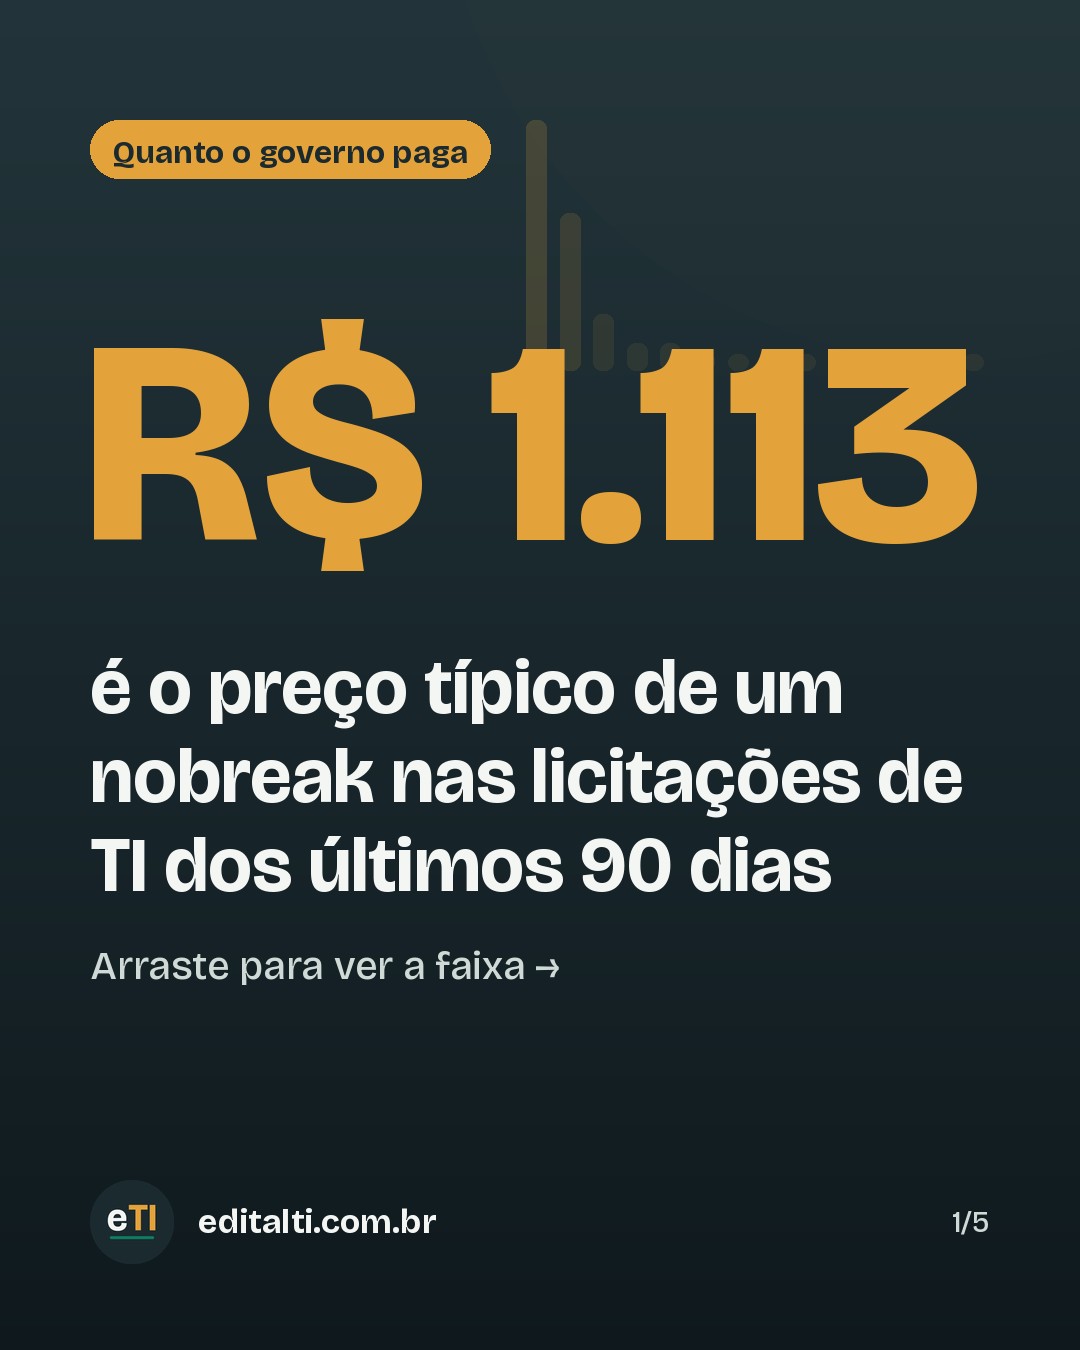 Quanto o governo paga
R$ 1.113
é o preço típico de um
nobreak nas licitações de
TI dos últimos 90 dias
Arraste para ver a faixa →
eTI
editalti.com.br
1/5